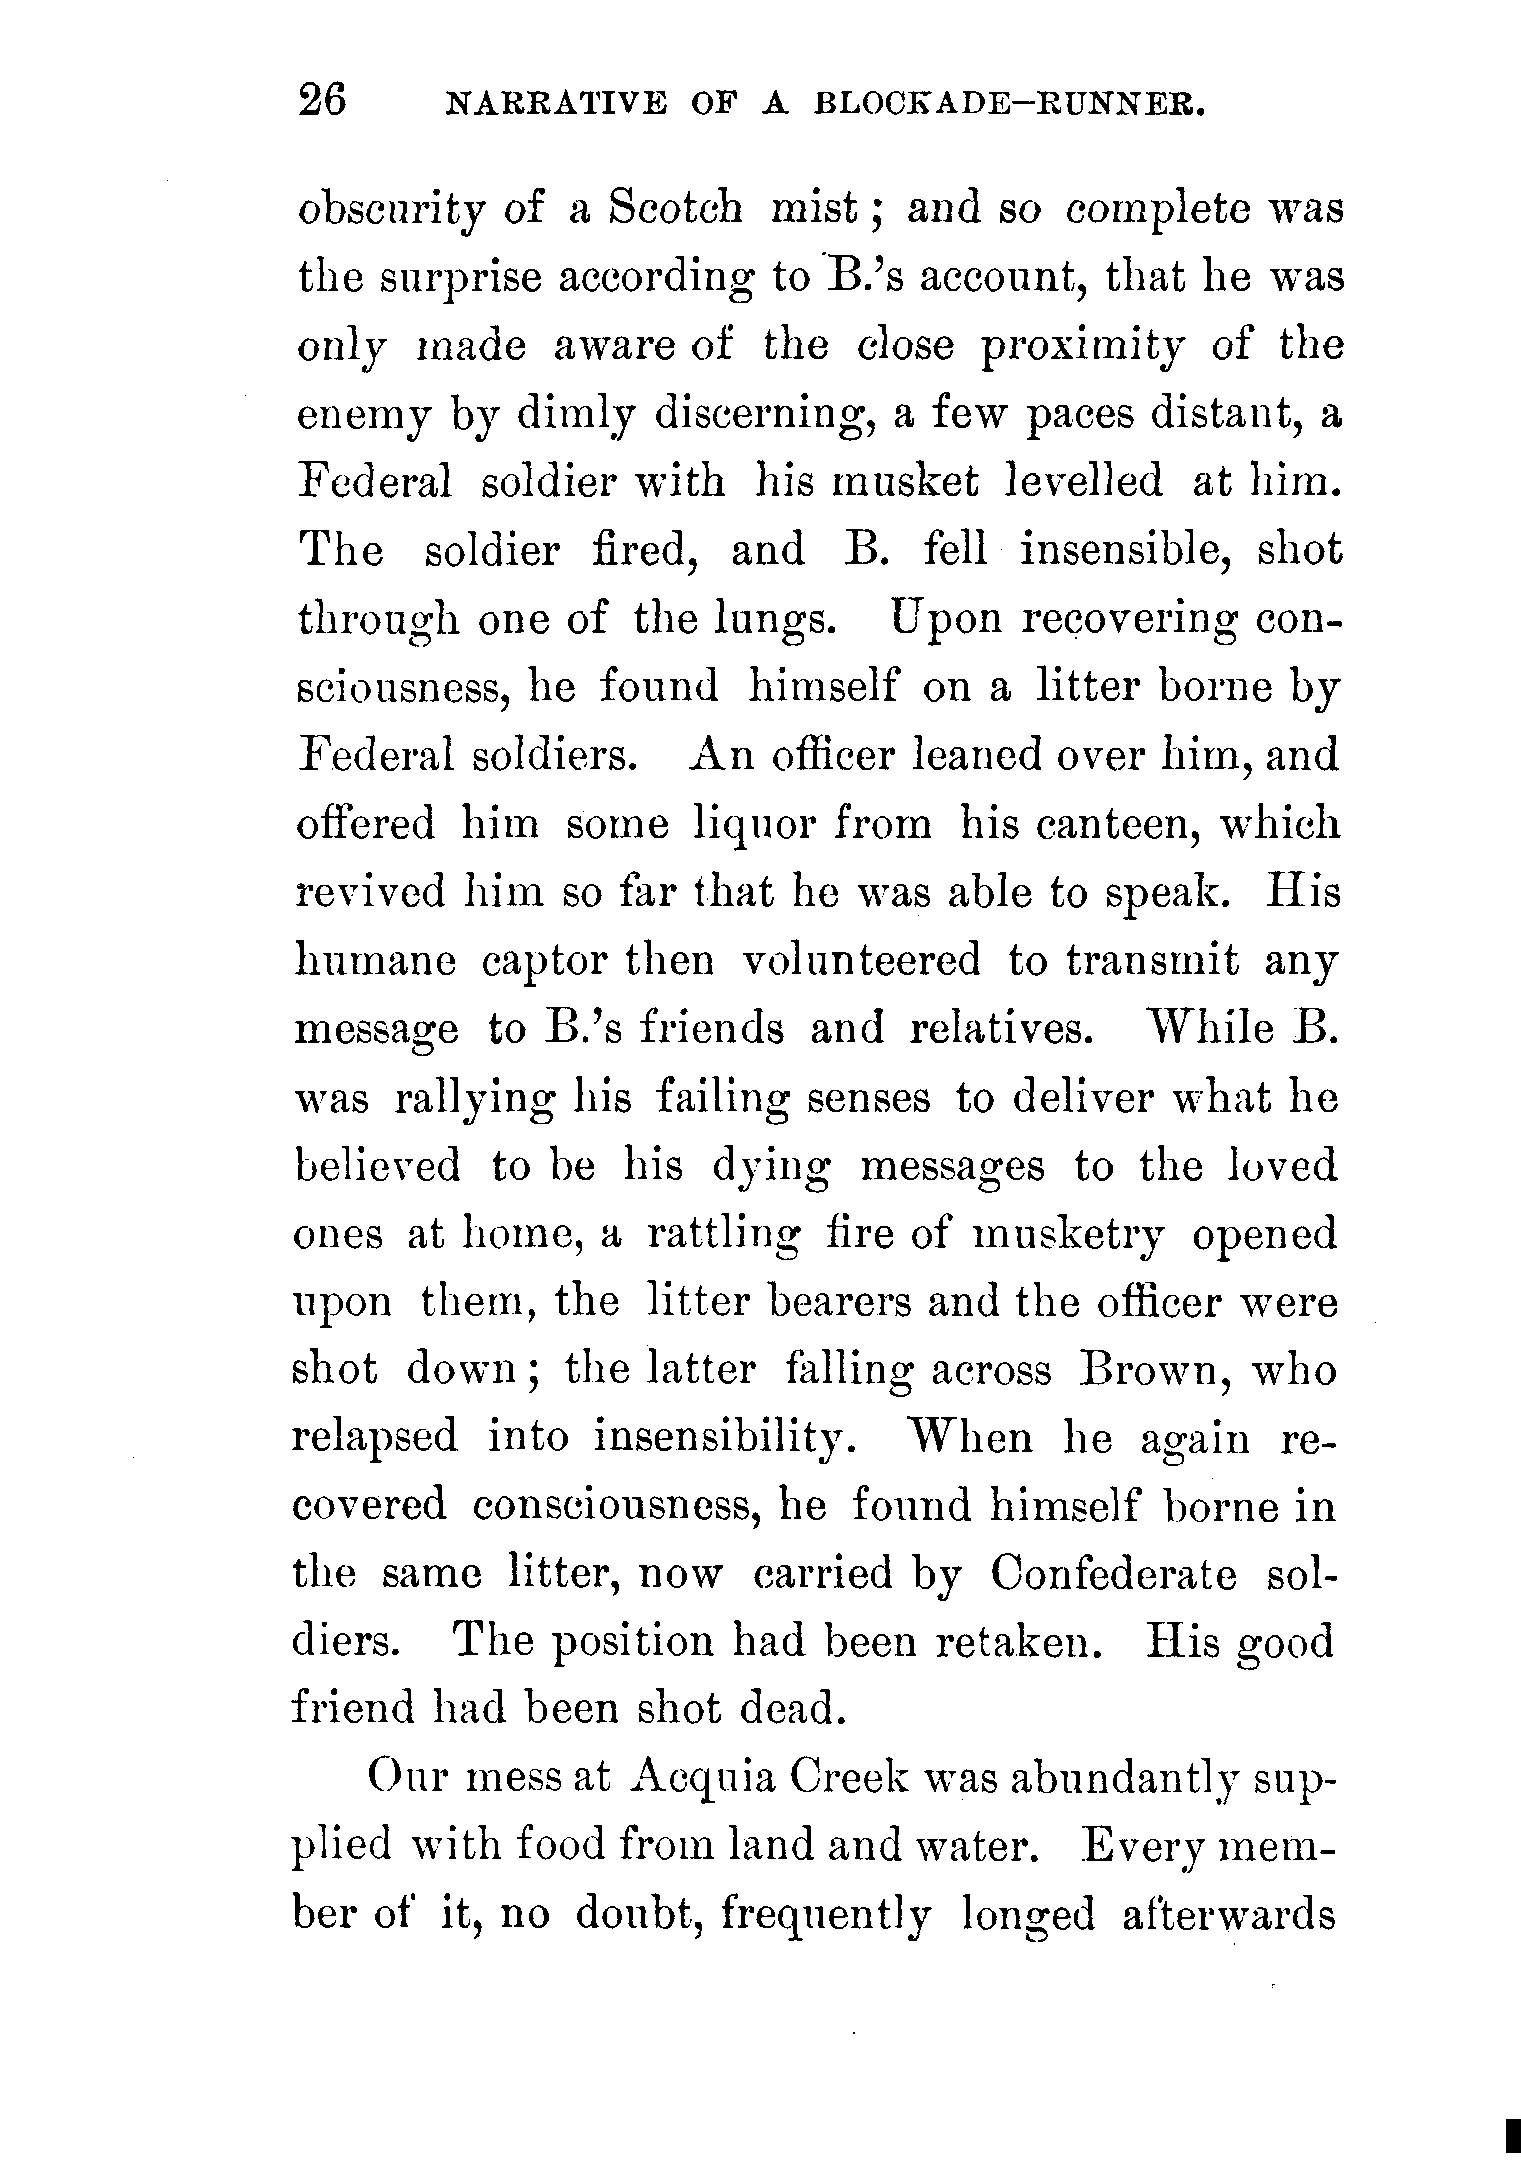 26 NARRATIVE OF A BLOCKADE-RUNNER.
obscurity of a Scotch mist ; and so complete was
the surprise according to B.'s account, that he was
only made aware of the close proximity of the
enemy by dimly discerning, a few paces distant, a
Federal soldier with his musket levelled at him.
The soldier fired, and B. fell insensible, shot
through one of the lungs. Upon recovering con-
sciousness, he found himself on a litter borne by
Federal soldiers. An officer leaned over him, and
offered him some liquor from his canteen, which
revived him so far that he was able to speak. His
humane captor then volunteered to transmit any
message to B.'s friends and relatives. While B.
was rallying his failing senses to deliver what he
believed to be his dying messages to the loved
ones at home, a rattling fire of musketry opened
upon them, the litter bearers and the officer were
shot down ; the latter falling across Brown, who
relapsed into insensibility. When he again re-
covered consciousness, he found himself borne in
the same litter, now carried by Confederate sol-
diers. The position had been retaken. His good
friend had been shot dead.
Our mess at Acquia Creek was abundantly sup-
plied with food from land and water. Every mem-
ber of it, no doubt, frequently longed afterwards